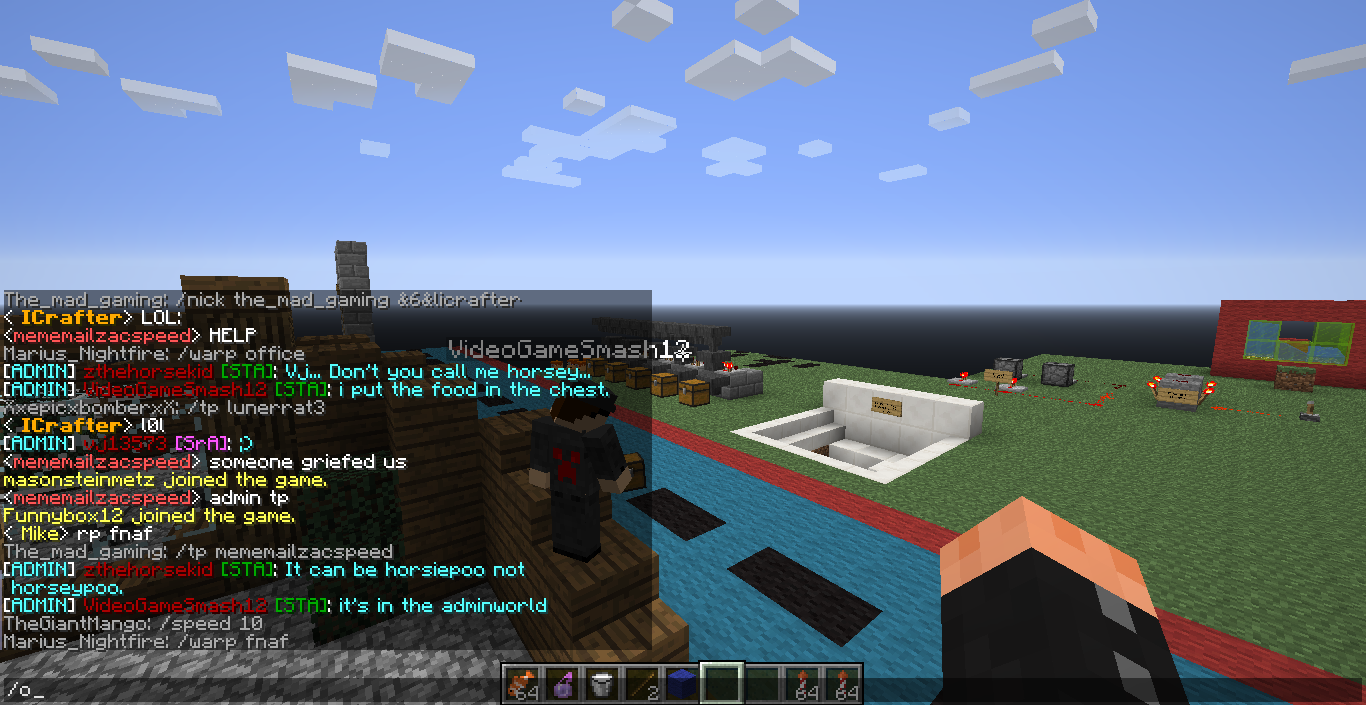 The_mad_gaming: /nick the_mad_gaming &6&licrafter
< ICrafter> LOL:
<mememailzacspeed> HELP
Marius_Nightfire: /warp office
[ADMIN] zthehorsekid [STA]: Vj... Don't you call me horsey...
[ADMIN] VideoGameSmash12 [STA]: i put the food in the chest.
XxepicxbomberxX: /tp lunerrat3
< ICrafter> l0l
[ADMIN] vj13573 [SrA]: ;)
<mememailzacspeed> someone griefed us
masonsteinmetz joined the game.
<mememailzacspeed> admin tp
Funnybox12 joined the game.
< Mike> rp fnaf
The_mad_gaming: /tp mememailzacspeed
[ADMIN] zthehorsekid [STA]: It can be horsiepoo not
horseypoo.
[ADMIN] VideoGameSmash12 [STA]: it's in the adminworld
TheGiantMango: /speed 10
Marius_Nightfire: /warp fnaf
VideoGameSmash12
/o_
64
2
64
64